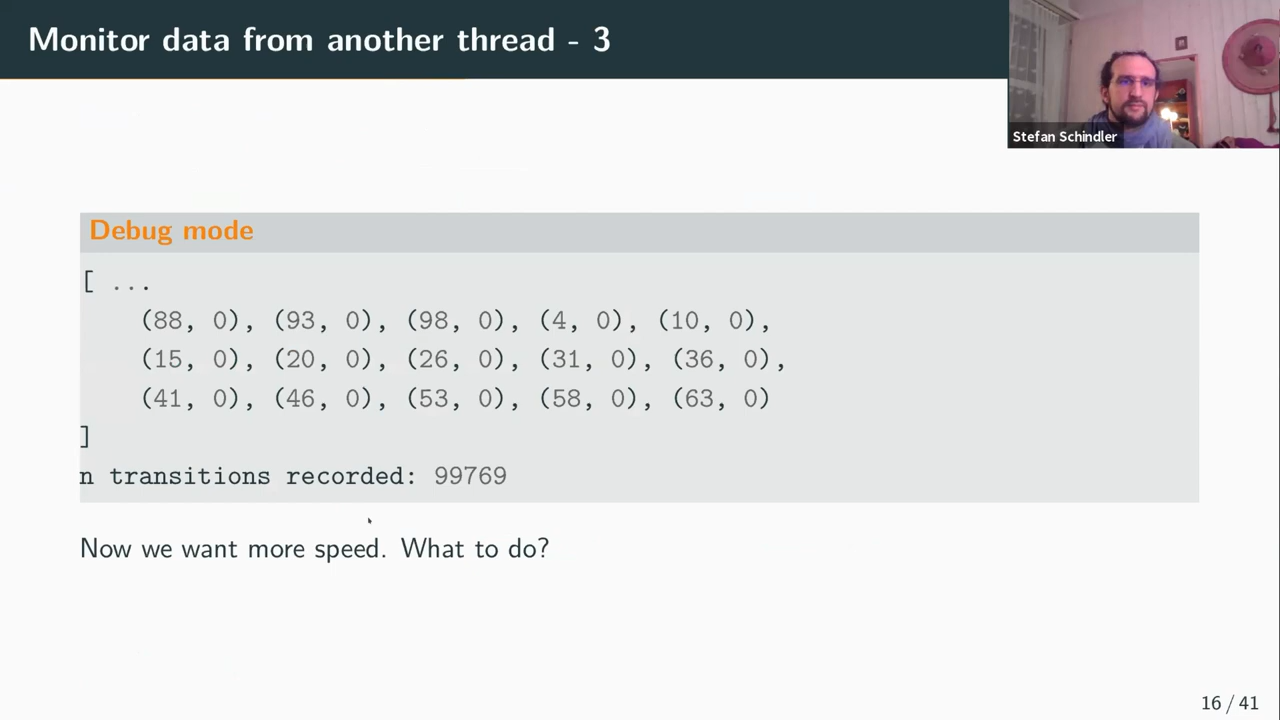 Monitor data from another thread - 3
Stefan Schindler
Debug mode
[ ...
(88, 0), (93, 0), (98, 0), (4, 0), (10, 0),
(15, 0), (20, 0), (26, 0), (31, 0), (36, 0),
(41, 0), (46, 0), (53, 0), (58, 0), (63, 0)
]
n transitions recorded: 99769
Now we want more speed. What to do?
16 / 41